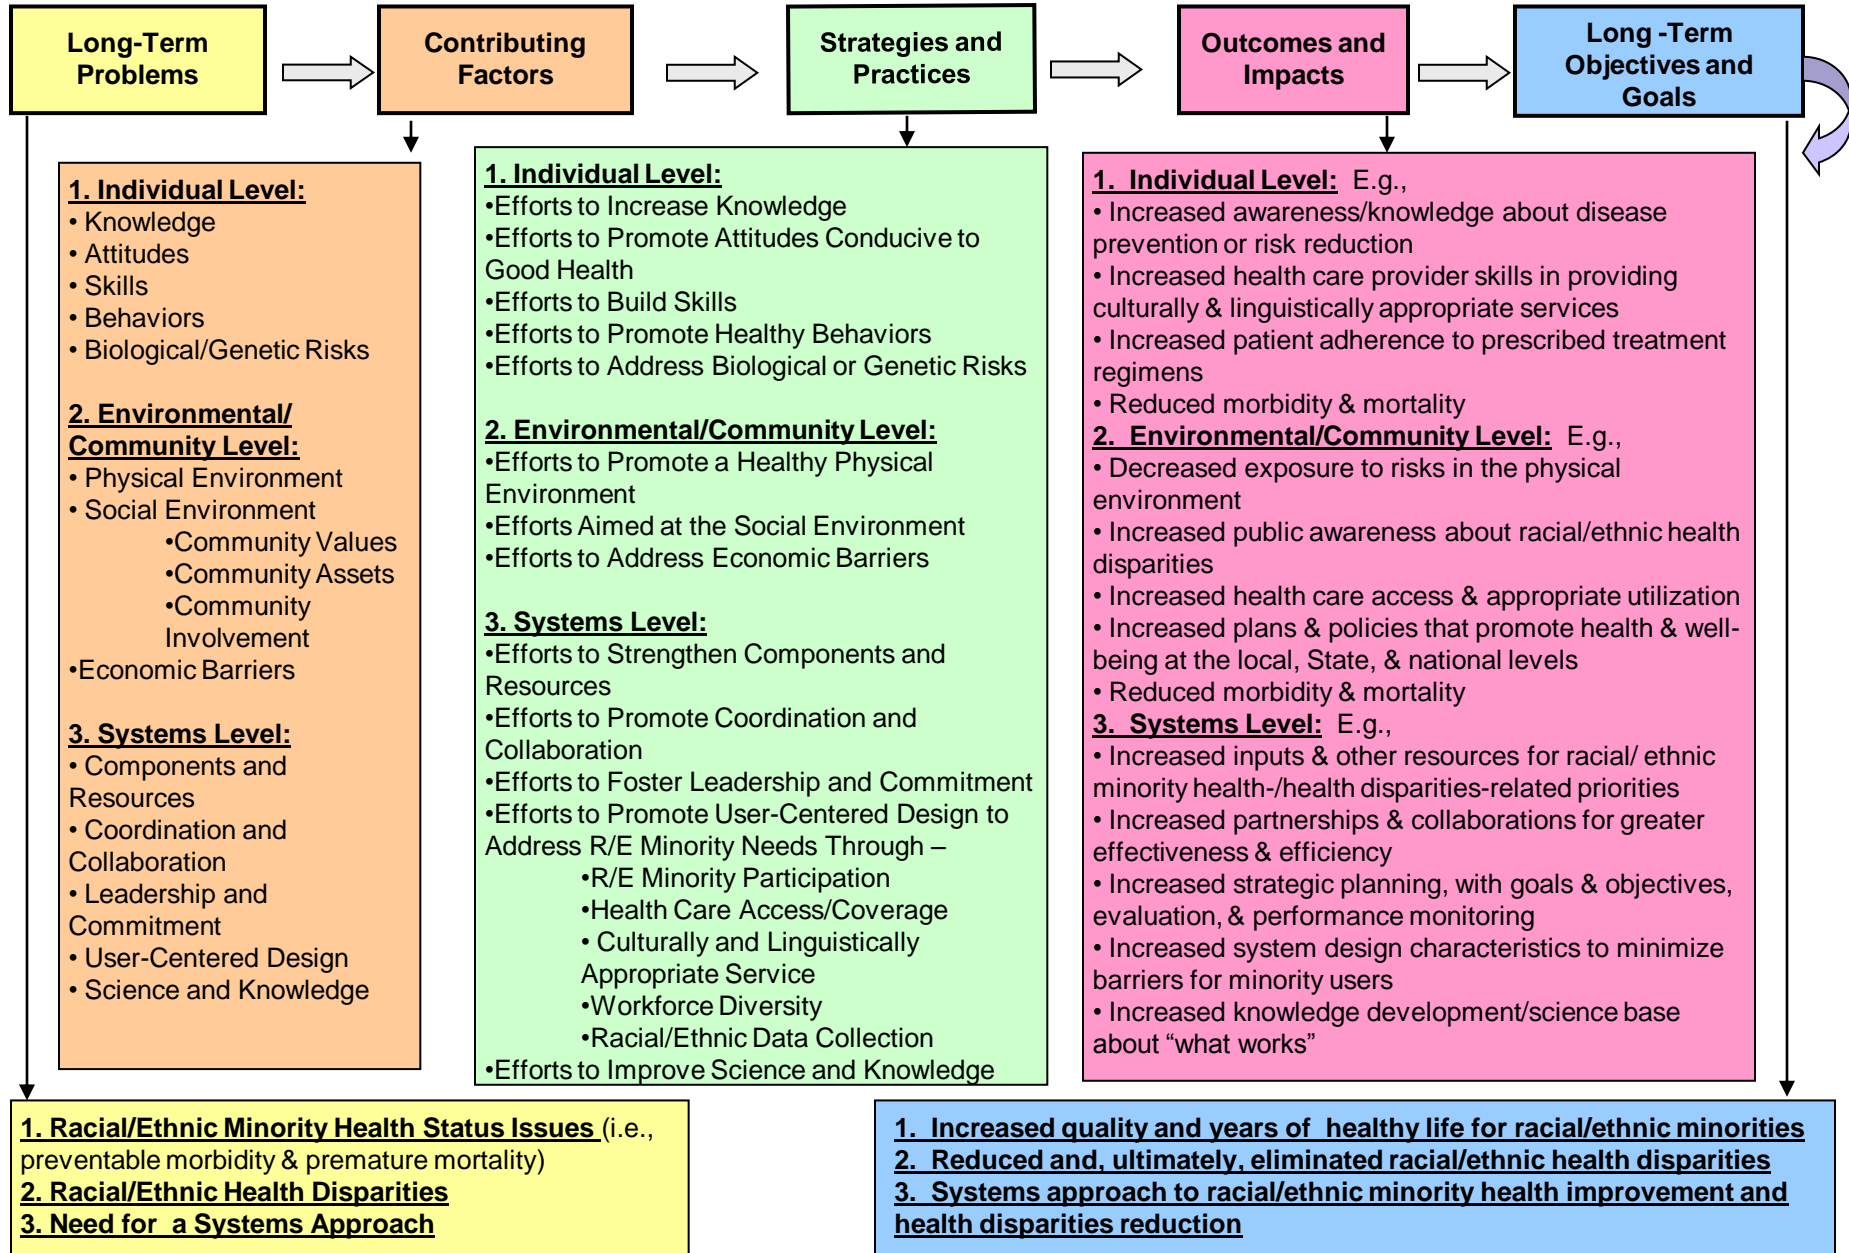 Long-Term
Problems
Contributing
Factors
Strategies and
Practices
Outcomes and
Impacts
Long -Term
Objectives and
Goals
1. Individual Level:
• Knowledge
• Attitudes
• Skills
• Behaviors
• Biological/Genetic Risks
2. Environmental/
Community Level:
• Physical Environment
• Social Environment
•Community Values
•Community Assets
•Community
Involvement
•Economic Barriers
3. Systems Level:
• Components and
Resources
• Coordination and
Collaboration
• Leadership and
Commitment
• User-Centered Design
• Science and Knowledge
1. Individual Level:
•Efforts to Increase Knowledge
•Efforts to Promote Attitudes Conducive to
Good Health
•Efforts to Build Skills
•Efforts to Promote Healthy Behaviors
•Efforts to Address Biological or Genetic Risks
2. Environmental/Community Level:
•Efforts to Promote a Healthy Physical
Environment
•Efforts Aimed at the Social Environment
•Efforts to Address Economic Barriers
3. Systems Level:
•Efforts to Strengthen Components and
Resources
•Efforts to Promote Coordination and
Collaboration
•Efforts to Foster Leadership and Commitment
•Efforts to Promote User-Centered Design to
Address R/E Minority Needs Through –
•R/E Minority Participation
•Health Care Access/Coverage
• Culturally and Linguistically
Appropriate Service
•Workforce Diversity
•Racial/Ethnic Data Collection
•Efforts to Improve Science and Knowledge
1. Individual Level: E.g.,
• Increased awareness/knowledge about disease
prevention or risk reduction
• Increased health care provider skills in providing
culturally & linguistically appropriate services
• Increased patient adherence to prescribed treatment
regimens
• Reduced morbidity & mortality
2. Environmental/Community Level: E.g.,
• Decreased exposure to risks in the physical
environment
• Increased public awareness about racial/ethnic health
disparities
• Increased health care access & appropriate utilization
• Increased plans & policies that promote health & well-
being at the local, State, & national levels
• Reduced morbidity & mortality
3. Systems Level: E.g.,
• Increased inputs & other resources for racial/ ethnic
minority health-/health disparities-related priorities
• Increased partnerships & collaborations for greater
effectiveness & efficiency
• Increased strategic planning, with goals & objectives,
evaluation, & performance monitoring
• Increased system design characteristics to minimize
barriers for minority users
• Increased knowledge development/science base
about “what works”
1. Racial/Ethnic Minority Health Status Issues (i.e.,
preventable morbidity & premature mortality)
2. Racial/Ethnic Health Disparities
3. Need for a Systems Approach
1. Increased quality and years of healthy life for racial/ethnic minorities
2. Reduced and, ultimately, eliminated racial/ethnic health disparities
3. Systems approach to racial/ethnic minority health improvement and
health disparities reduction